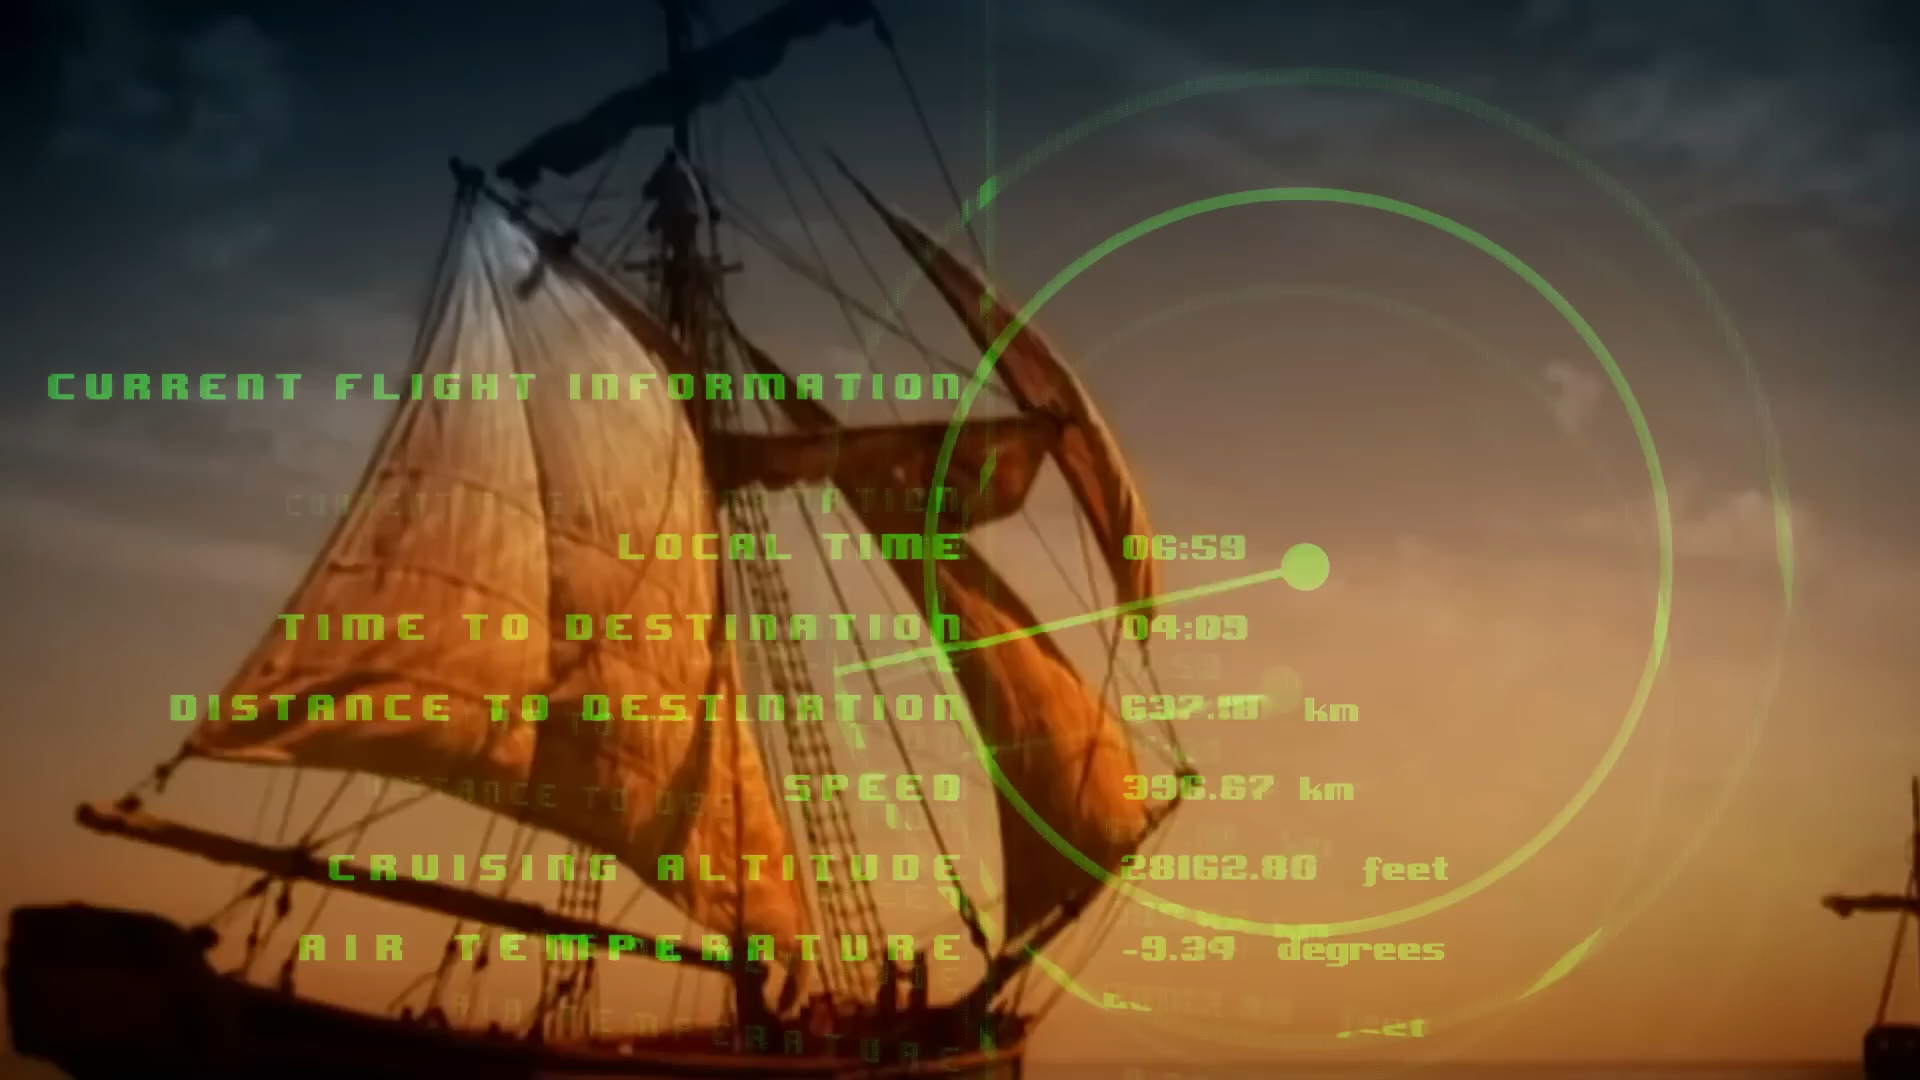 CURRENT FLIGHT INFORMATION
LOCAL TIME 06:59
TIME TO DESTINATION 04:09
DISTANCE TO DESTINATION km
SPEED 396.67 km
CRUISING ALTITUDE 28162.80 feet
AIR TEMPERATURE -9.34 degrees